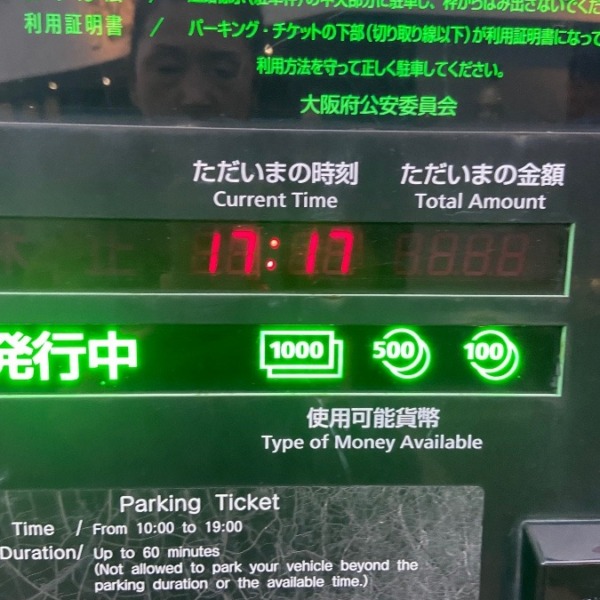 利用証明書 / パーキング・チケットの下部(切り取り線以下)が利用証明書になって
利用方法を守って正しく駐車してください。
大阪府公安委員会
ただいまの時刻 ただいまの金額
Current Time Total Amount
17:17
発行中 1000 500 100
使用可能貨幣
Type of Money Available
Parking Ticket
Time / From 10:00 to 19:00
Duration/ Up to 60 minutes
(Not allowed to park your vehicle beyond the
parking duration or the available time.)